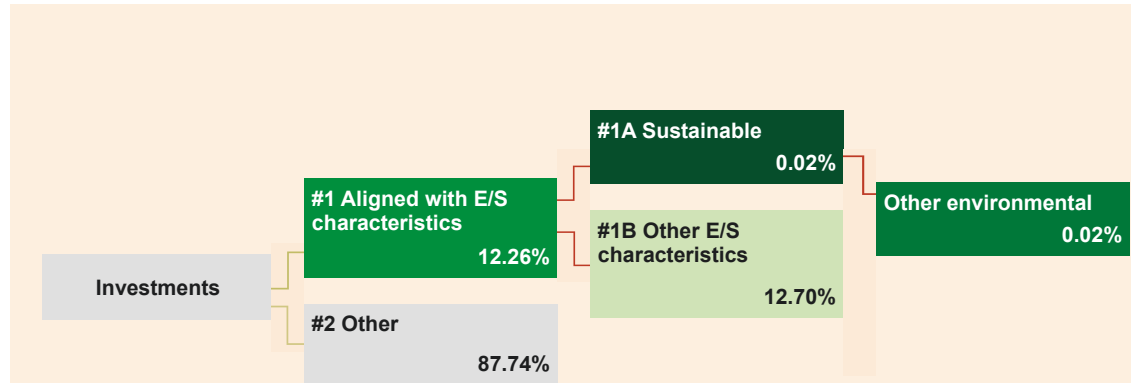 Investments
#1 Aligned with E/S
characteristics
12.26%
#2 Other
87.74%
#1A Sustainable
0.02%
#1B Other E/S
characteristics
12.70%
Other environmental
0.02%